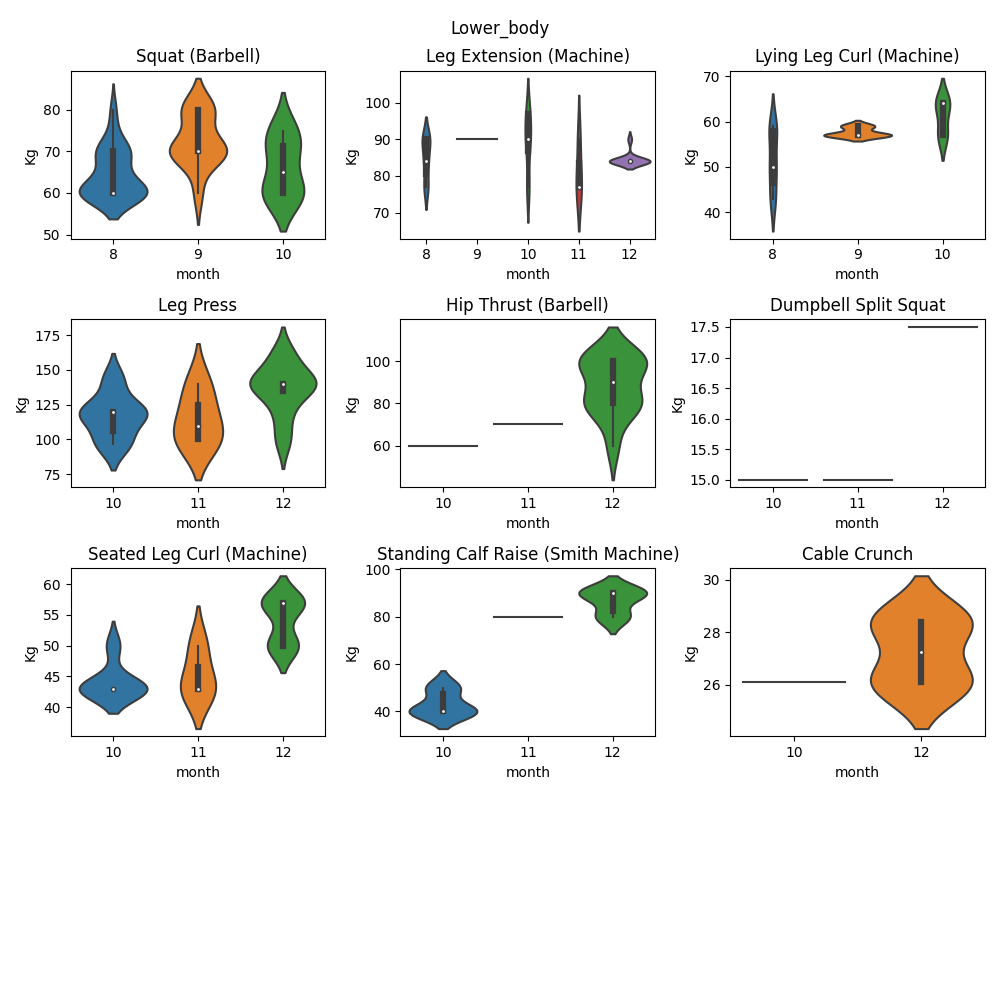 Lower_body
Squat (Barbell)
Kg
80
70
60
50
8 9 10
month
Leg Extension (Machine)
Kg
100
90
80
70
8 9 10 11 12
month
Lying Leg Curl (Machine)
Kg
70
60
50
40
8 9 10
month
Leg Press
Kg
175
150
125
100
75
10 11 12
month
Hip Thrust (Barbell)
Kg
100
80
60
10 11 12
month
Dumpbell Split Squat
Kg
17.5
17.0
16.5
16.0
15.5
15.0
10 11 12
month
Seated Leg Curl (Machine)
Kg
60
55
50
45
40
10 11 12
month
Standing Calf Raise (Smith Machine)
Kg
100
80
60
40
10 11 12
month
Cable Crunch
Kg
30
28
26
10 12
month